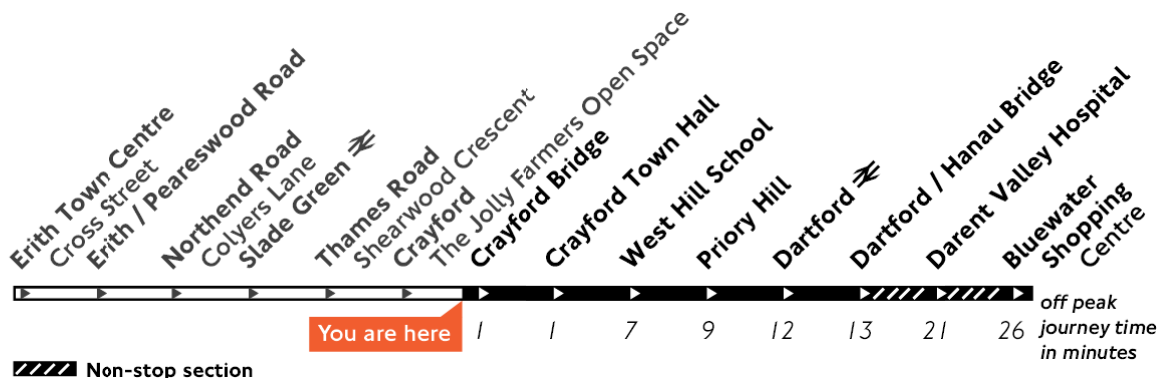 Erith Town Centre
Cross Street
Erith / Peareswood Road
Northend Road
Colyers Lane
Slade Green
Thames Road
Shearwood Crescent
Crayford
The Jolly Farmers Open Space
Crayford Bridge
Crayford Town Hall
West Hill School
Priory Hill
Dartford
Dartford / Hanau Bridge
Darent Valley Hospital
Bluewater
Shopping
Centre
You are here
1 1 7 9 12 13 21 26
off peak
journey time
in minutes
Non-stop section